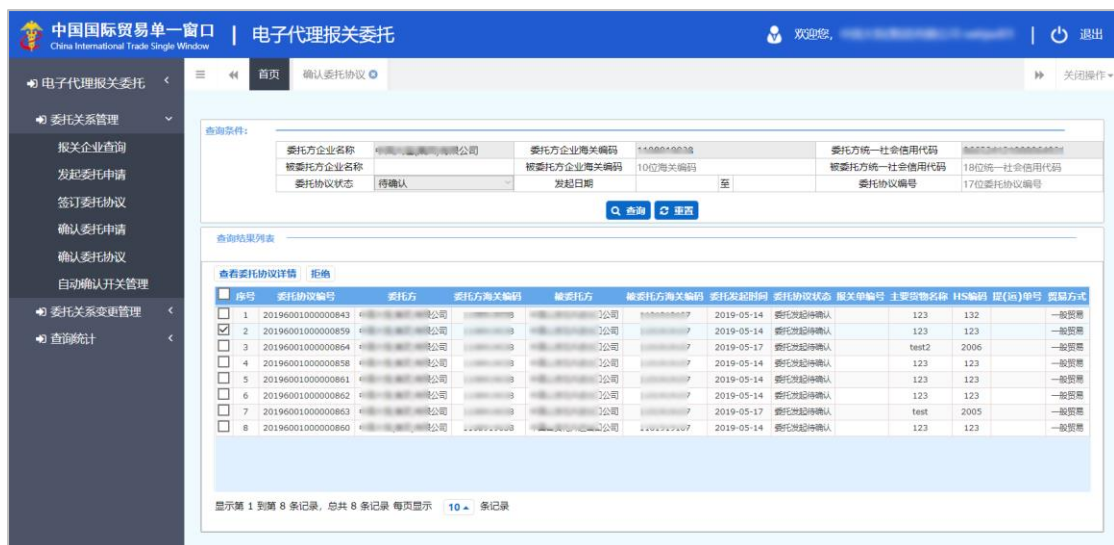 中国国际贸易单一窗口 | 电子代理报关委托
China International Trade Single Window
欢迎您, | 退出
电子代理报关委托
首页 确认委托协议 关闭操作
委托关系管理
报关企业查询
发起委托申请
签订委托协议
确认委托申请
确认委托协议
自动确认开关管理
委托关系变更管理
查询统计
查询条件:
委托方企业名称 限公司 委托方企业海关编码 委托方统一社会信用代码
被委托方企业名称 被委托方企业海关编码 10位海关编码 被委托方统一社会信用代码 18位统一社会信用代码
委托协议状态 待确认 发起日期 至 委托协议编号 17位委托协议编号
查询 重置
查询结果列表
查看委托协议详情 拒绝
序号 委托协议编号 委托方 委托方海关编码 被委托方 被委托方海关编码 委托发起时间 委托协议状态 报关单编号 主要货物名称 HS编码 提(运)单号 贸易方式
1 20196001000000843 公司 公司 2019-05-14 委托发起待确认 123 132 一般贸易
2 20196001000000859 公司 公司 7 2019-05-14 委托发起待确认 123 123 一般贸易
3 20196001000000864 公司 公司 7 2019-05-17 委托发起待确认 test2 2006 一般贸易
4 20196001000000858 公司 公司 7 2019-05-14 委托发起待确认 123 123 一般贸易
5 20196001000000861 公司 公司 7 2019-05-14 委托发起待确认 123 123 一般贸易
6 20196001000000862 公司 公司 7 2019-05-14 委托发起待确认 123 123 一般贸易
7 20196001000000863 公司 公司 7 2019-05-17 委托发起待确认 test 2005 一般贸易
8 20196001000000860 公司 公司 2019-05-14 委托发起待确认 123 123 一般贸易
显示第 1 到第 8 条记录, 总共 8 条记录 每页显示 10 条记录